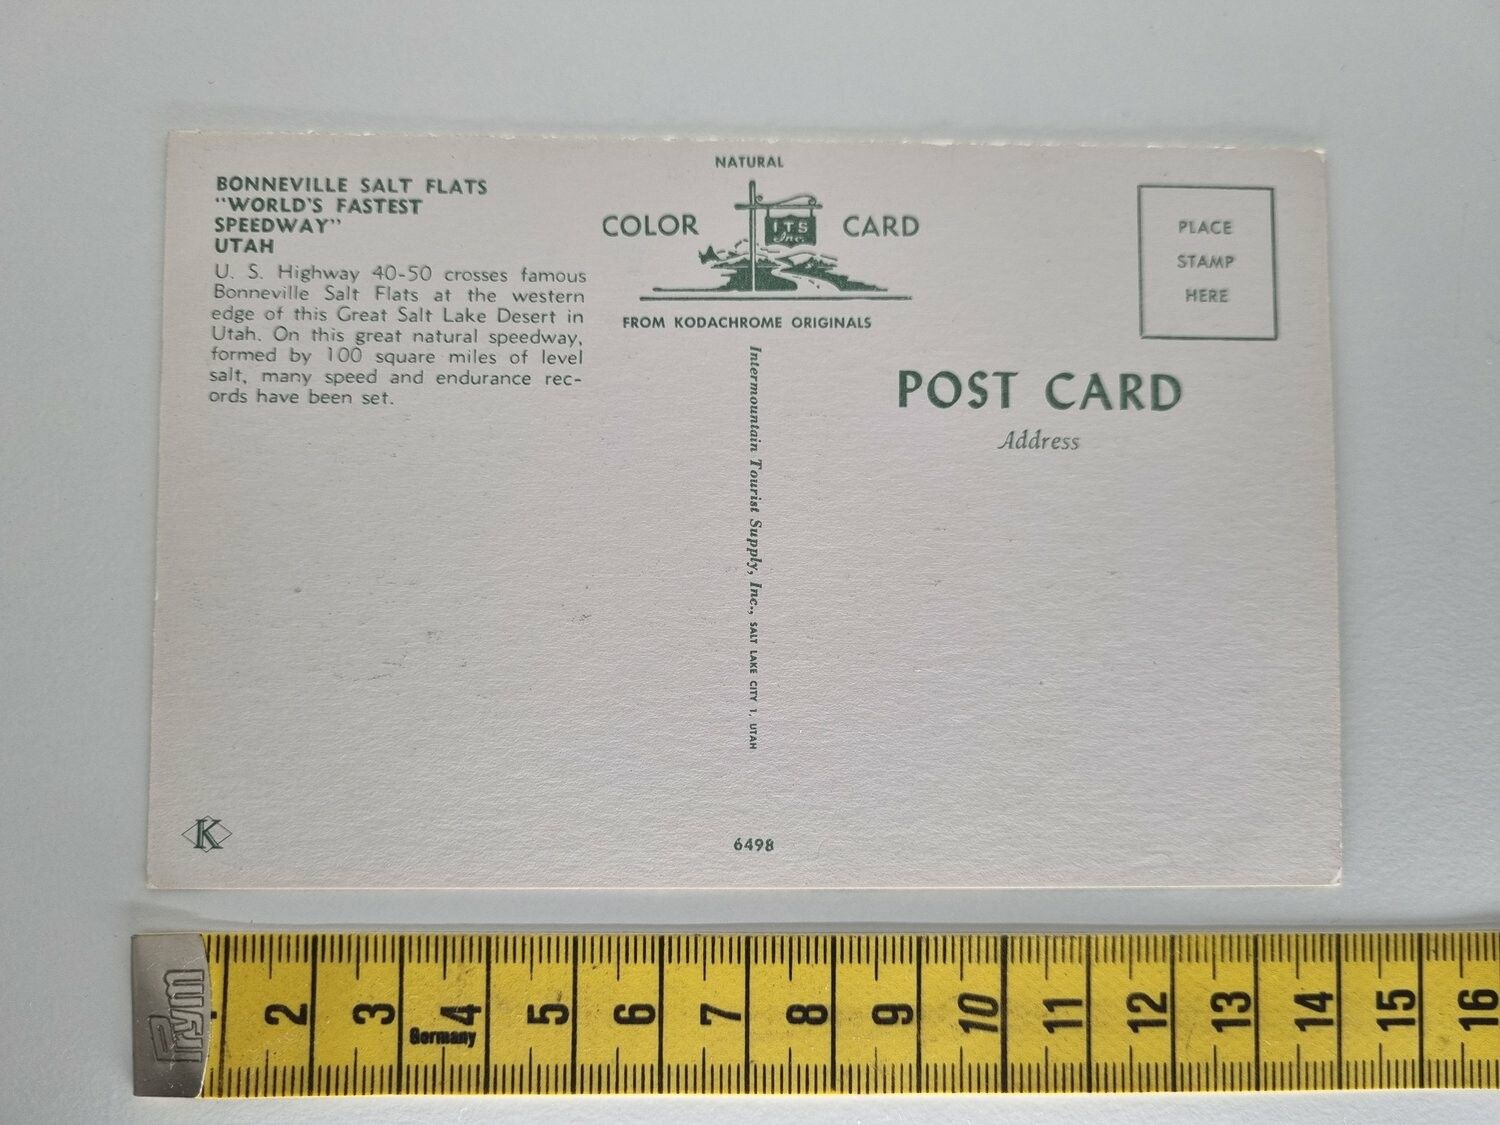 BONNEVILLE SALT FLATS
"WORLD'S FASTEST
SPEEDWAY"
UTAH
U. S. Highway 40-50 crosses famous
Bonneville Salt Flats at the western
edge of this Great Salt Lake Desert in
Utah. On this great natural speedway,
formed by 100 square miles of level
salt, many speed and endurance rec-
ords have been set.
NATURAL
COLOR CARD
ITS
Inc.
FROM KODACHROME ORIGINALS
Intermountain Tourist Supply, Inc., SALT LAKE CITY 1, UTAH
PLACE
STAMP
HERE
POST CARD
Address
K
6498
Prym
2 3 4 5 6 7 8 9 10 11 12 13 14 15 16
Germany